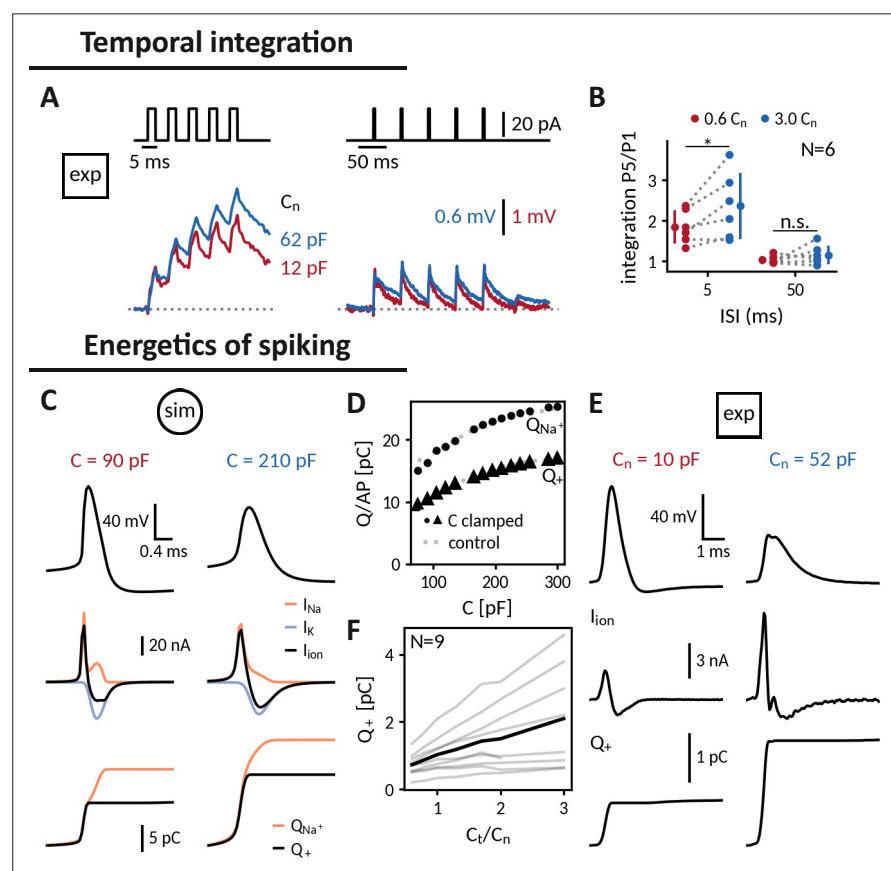 Temporal integration
A
20 pA
5 ms
50 ms
exp
Cn
62 pF
12 pF
0.6 mV
1 mV
B
0.6 Cn
3.0 Cn
N=6
*
n.s.
integration P5/P1
3
2
1
5
50
ISI (ms)
Energetics of spiking
C
sim
C = 90 pF
C = 210 pF
40 mV
0.4 ms
INa
IK
Iion
20 nA
QNa+
Q+
5 pC
D
Q/AP [pC]
20
10
0
QNa+
Q+
C clamped
control
100
200
300
C [pF]
F
N=9
Q+ [pC]
4
2
0
1
2
3
Ct/Cn
E
exp
Cn = 10 pF
Cn = 52 pF
40 mV
1 ms
Iion
3 nA
Q+
1 pC